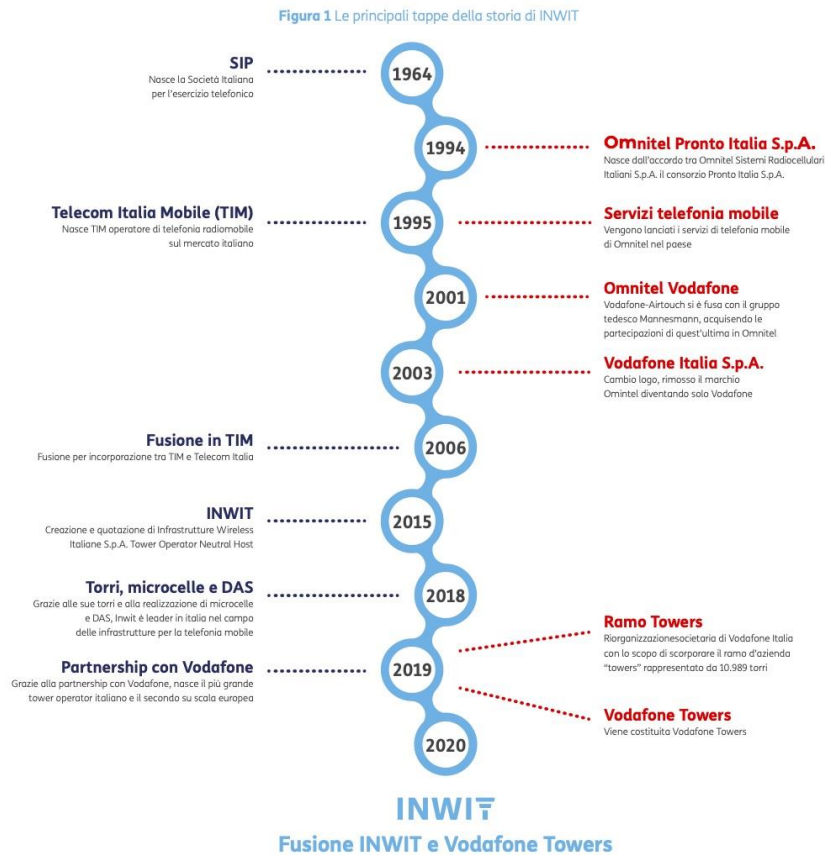 Figura 1 Le principali tappe della storia di INWIT
SIP
Nasce la Società Italiana
per l'esercizio telefonico
1964
1994
Omnitel Pronto Italia S.p.A.
Nasce dall'accordo tra Omnitel Sistemi Radiocellulari
Italiani S.p.A. il consorzio Pronto Italia S.p.A.
Telecom Italia Mobile (TIM)
Nasce TIM operatore di telefonia radiomobile
sul mercato italiano
1995
Servizi telefonia mobile
Vengono lanciati i servizi di telefonia mobile
di Omnitel nel paese
2001
Omnitel Vodafone
Vodafone-Airtouch si è fusa con il gruppo
tedesco Mannesmann, acquisendo le
partecipazioni di quest'ultima in Omnitel
2003
Vodafone Italia S.p.A.
Cambio logo, rimosso il marchio
Omintel diventando solo Vodafone
Fusione in TIM
Fusione per incorporazione tra TIM e Telecom Italia
2006
INWIT
Creazione e quotazione di Infrastrutture Wireless
Italiane S.p.A. Tower Operator Neutral Host
2015
Torri, microcelle e DAS
Grazie alle sue torri e alla realizzazione di microcelle
e DAS, Inwit è leader in italia nel campo
delle infrastrutture per la telefonia mobile
2018
Partnership con Vodafone
Grazie alla partnership con Vodafone, nasce il più grande
tower operator italiano e il secondo su scala europea
2019
Ramo Towers
Riorganizzazionesocietaria di Vodafone Italia
con lo scopo di scorporare il ramo d'azienda
"towers" rappresentato da 10.989 torri
Vodafone Towers
Viene costituita Vodafone Towers
2020
INWIT
Fusione INWIT e Vodafone Towers